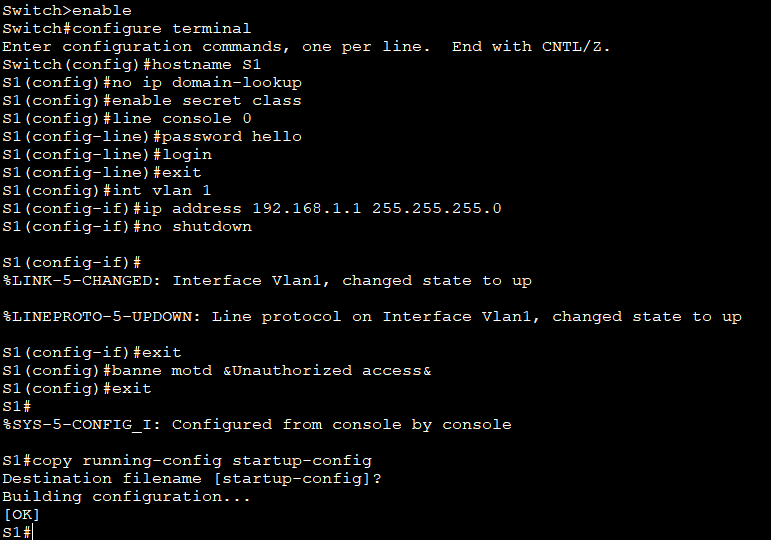 Switch>enable
Switch#configure terminal
Enter configuration commands, one per line.  End with CNTL/Z.
Switch(config)#hostname S1
S1(config)#no ip domain-lookup
S1(config)#enable secret class
S1(config)#line console 0
S1(config-line)#password hello
S1(config-line)#login
S1(config-line)#exit
S1(config)#int vlan 1
S1(config-if)#ip address 192.168.1.1 255.255.255.0
S1(config-if)#no shutdown
S1(config-if)#
%LINK-5-CHANGED: Interface Vlan1, changed state to up
%LINEPROTO-5-UPDOWN: Line protocol on Interface Vlan1, changed state to up
S1(config-if)#exit
S1(config)#banne motd &Unauthorized access&
S1(config)#exit
S1#
%SYS-5-CONFIG_I: Configured from console by console
S1#copy running-config startup-config
Destination filename [startup-config]?
Building configuration...
[OK]
S1#